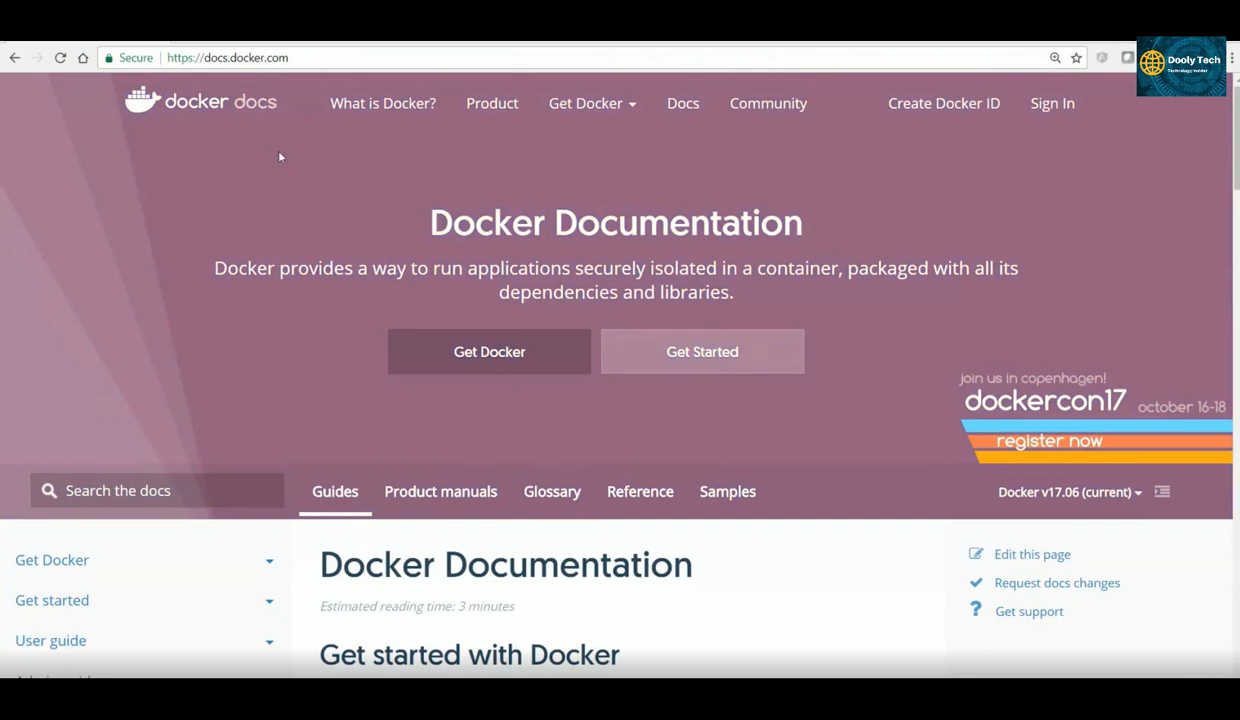 Secure https://docs.docker.com
Dooly Tech
Technology Insider
docker docs What is Docker? Product Get Docker Docs Community Create Docker ID Sign In
Docker Documentation
Docker provides a way to run applications securely isolated in a container, packaged with all its
dependencies and libraries.
Get Docker Get Started
join us in copenhagen!
dockercon17 october 16-18
register now
Search the docs Guides Product manuals Glossary Reference Samples Docker v17.06 (current)
Get Docker
Get started
User guide
Docker Documentation
Estimated reading time: 3 minutes
Get started with Docker
Edit this page
Request docs changes
Get support